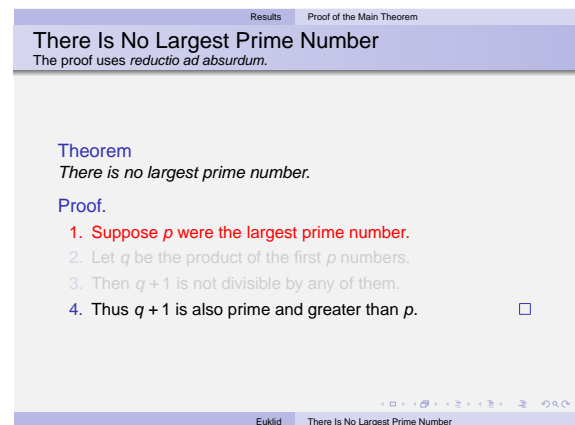 Results Proof of the Main Theorem
There Is No Largest Prime Number
The proof uses reductio ad absurdum.
Theorem
There is no largest prime number.
Proof.
1. Suppose p were the largest prime number.
2. Let q be the product of the first p numbers.
3. Then q + 1 is not divisible by any of them.
4. Thus q + 1 is also prime and greater than p. □
Euklid There Is No Largest Prime Number